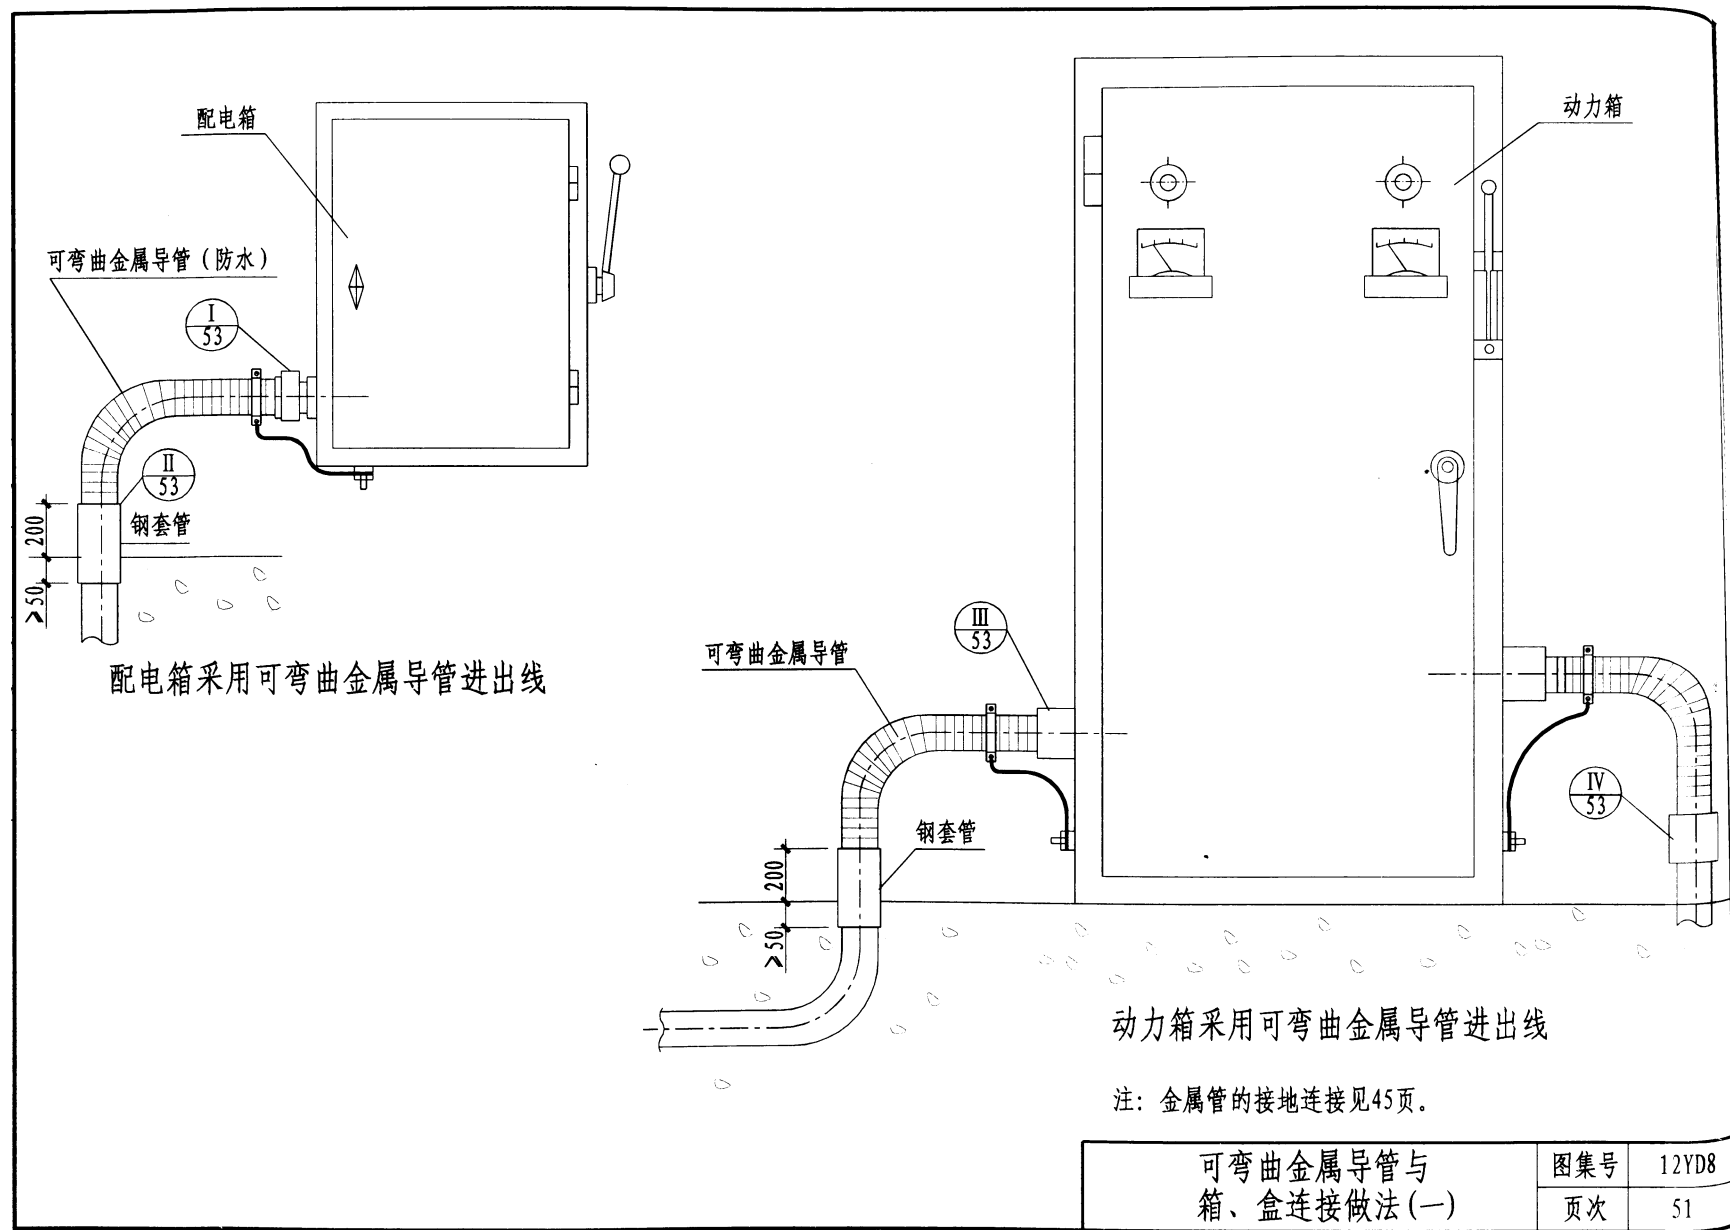 配电箱
可弯曲金属导管（防水）
I
53
II
53
钢套管
200
≥50
配电箱采用可弯曲金属导管进出线
动力箱
III
53
可弯曲金属导管
钢套管
200
≥50
IV
53
动力箱采用可弯曲金属导管进出线
注：金属管的接地连接见45页。
可弯曲金属导管与
箱、盒连接做法(一)
图集号 12YD8
页次 51